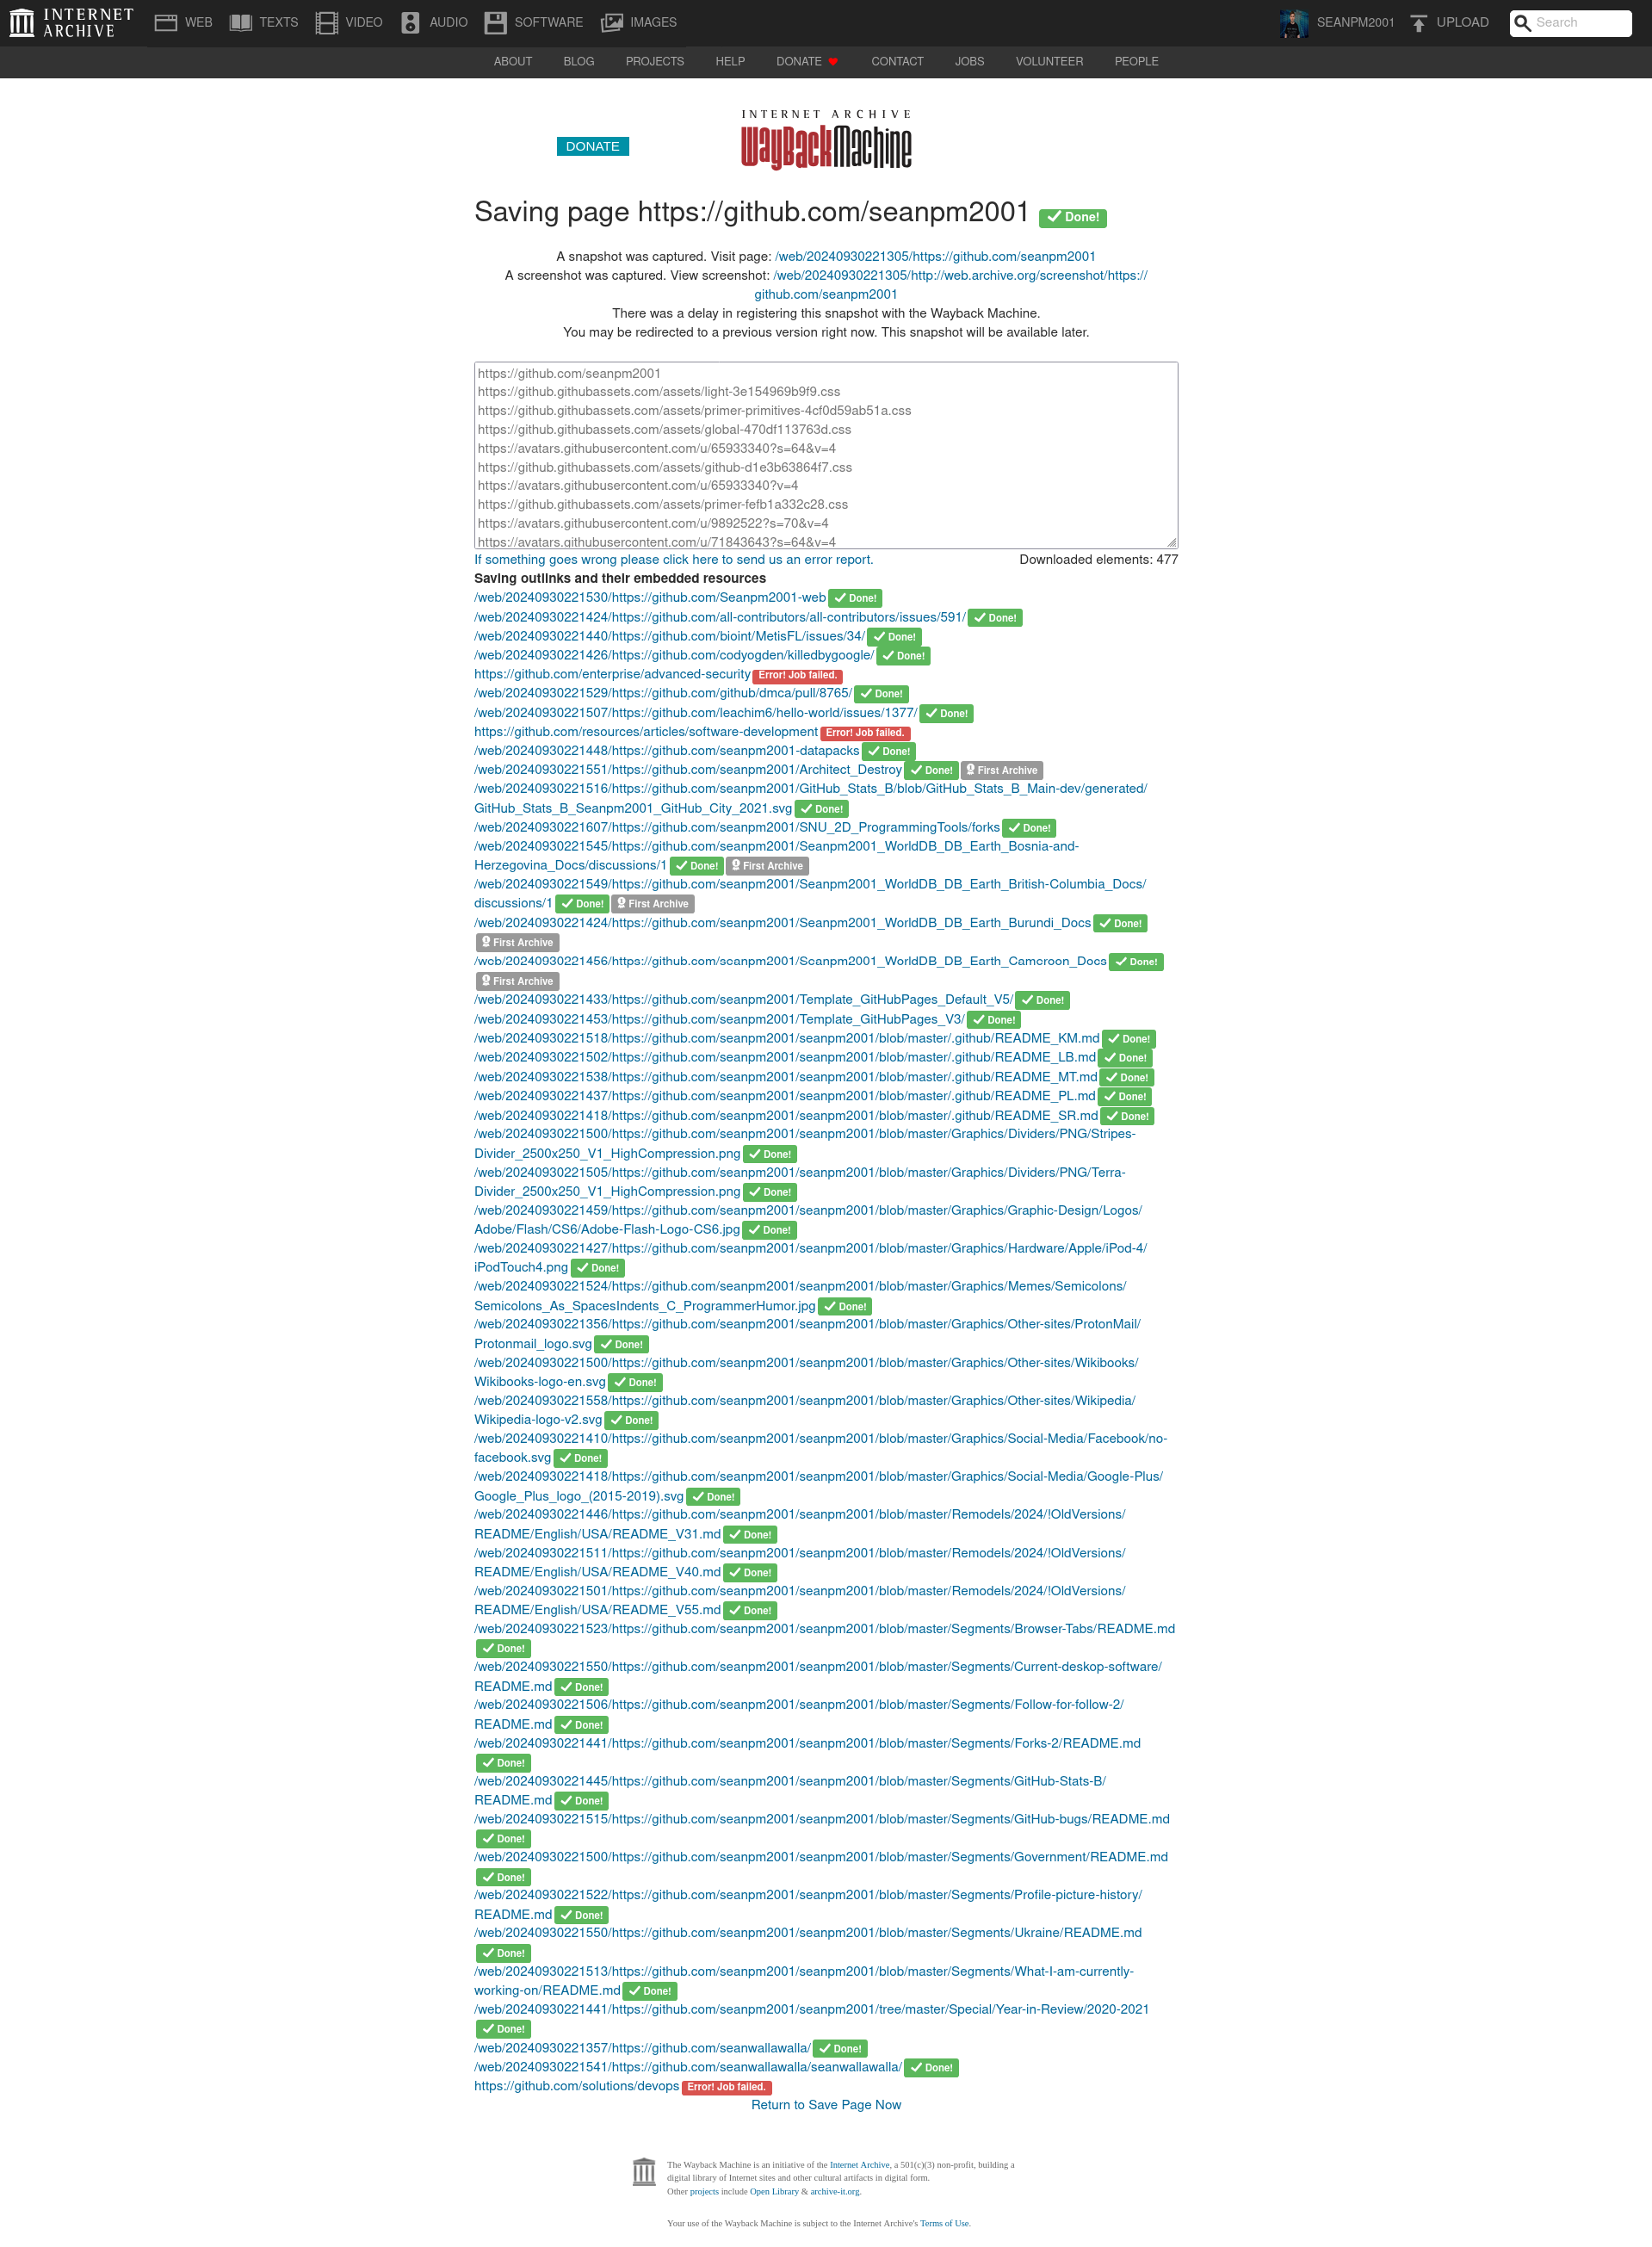 INTERNET ARCHIVE
WEB TEXTS VIDEO AUDIO SOFTWARE IMAGES SEANPM2001 UPLOAD Search
ABOUT BLOG PROJECTS HELP DONATE CONTACT JOBS VOLUNTEER PEOPLE
INTERNET ARCHIVE
DONATE WayBackMachine
Saving page https://github.com/seanpm2001 Done!
A snapshot was captured. Visit page: /web/20240930221305/https://github.com/seanpm2001
A screenshot was captured. View screenshot: /web/20240930221305/http://web.archive.org/screenshot/https://
github.com/seanpm2001
There was a delay in registering this snapshot with the Wayback Machine.
You may be redirected to a previous version right now. This snapshot will be available later.
https://github.com/seanpm2001
https://github.githubassets.com/assets/light-3e154969b9f9.css
https://github.githubassets.com/assets/primer-primitives-4cf0d59ab51a.css
https://github.githubassets.com/assets/global-470df113763d.css
https://avatars.githubusercontent.com/u/65933340?s=64&v=4
https://github.githubassets.com/assets/github-d1e3b63864f7.css
https://avatars.githubusercontent.com/u/65933340?v=4
https://github.githubassets.com/assets/primer-fefb1a332c28.css
https://avatars.githubusercontent.com/u/9892522?s=70&v=4
https://avatars.githubusercontent.com/u/71843643?s=64&v=4
If something goes wrong please click here to send us an error report. Downloaded elements: 477
Saving outlinks and their embedded resources
/web/20240930221530/https://github.com/Seanpm2001-web Done!
/web/20240930221424/https://github.com/all-contributors/all-contributors/issues/591/ Done!
/web/20240930221440/https://github.com/bioint/MetisFL/issues/34/ Done!
/web/20240930221426/https://github.com/codyogden/killedbygoogle/ Done!
https://github.com/enterprise/advanced-security Error! Job failed.
/web/20240930221529/https://github.com/github/dmca/pull/8765/ Done!
/web/20240930221507/https://github.com/leachim6/hello-world/issues/1377/ Done!
https://github.com/resources/articles/software-development Error! Job failed.
/web/20240930221448/https://github.com/seanpm2001-datapacks Done!
/web/20240930221551/https://github.com/seanpm2001/Architect_Destroy Done! First Archive
/web/20240930221516/https://github.com/seanpm2001/GitHub_Stats_B/blob/GitHub_Stats_B_Main-dev/generated/
GitHub_Stats_B_Seanpm2001_GitHub_City_2021.svg Done!
/web/20240930221607/https://github.com/seanpm2001/SNU_2D_ProgrammingTools/forks Done!
/web/20240930221545/https://github.com/seanpm2001/Seanpm2001_WorldDB_DB_Earth_Bosnia-and-
Herzegovina_Docs/discussions/1 Done! First Archive
/web/20240930221549/https://github.com/seanpm2001/Seanpm2001_WorldDB_DB_Earth_British-Columbia_Docs/
discussions/1 Done! First Archive
/web/20240930221424/https://github.com/seanpm2001/Seanpm2001_WorldDB_DB_Earth_Burundi_Docs Done!
First Archive
/web/20240930221456/https://github.com/seanpm2001/Seanpm2001_WorldDB_DB_Earth_Cameroon_Docs Done!
First Archive
/web/20240930221433/https://github.com/seanpm2001/Template_GitHubPages_Default_V5/ Done!
/web/20240930221453/https://github.com/seanpm2001/Template_GitHubPages_V3/ Done!
/web/20240930221518/https://github.com/seanpm2001/seanpm2001/blob/master/.github/README_KM.md Done!
/web/20240930221502/https://github.com/seanpm2001/seanpm2001/blob/master/.github/README_LB.md Done!
/web/20240930221538/https://github.com/seanpm2001/seanpm2001/blob/master/.github/README_MT.md Done!
/web/20240930221437/https://github.com/seanpm2001/seanpm2001/blob/master/.github/README_PL.md Done!
/web/20240930221418/https://github.com/seanpm2001/seanpm2001/blob/master/.github/README_SR.md Done!
/web/20240930221500/https://github.com/seanpm2001/seanpm2001/blob/master/Graphics/Dividers/PNG/Stripes-
Divider_2500x250_V1_HighCompression.png Done!
/web/20240930221505/https://github.com/seanpm2001/seanpm2001/blob/master/Graphics/Dividers/PNG/Terra-
Divider_2500x250_V1_HighCompression.png Done!
/web/20240930221459/https://github.com/seanpm2001/seanpm2001/blob/master/Graphics/Graphic-Design/Logos/
Adobe/Flash/CS6/Adobe-Flash-Logo-CS6.jpg Done!
/web/20240930221427/https://github.com/seanpm2001/seanpm2001/blob/master/Graphics/Hardware/Apple/iPod-4/
iPodTouch4.png Done!
/web/20240930221524/https://github.com/seanpm2001/seanpm2001/blob/master/Graphics/Memes/Semicolons/
Semicolons_As_SpacesIndents_C_ProgrammerHumor.jpg Done!
/web/20240930221356/https://github.com/seanpm2001/seanpm2001/blob/master/Graphics/Other-sites/ProtonMail/
Protonmail_logo.svg Done!
/web/20240930221500/https://github.com/seanpm2001/seanpm2001/blob/master/Graphics/Other-sites/Wikibooks/
Wikibooks-logo-en.svg Done!
/web/20240930221558/https://github.com/seanpm2001/seanpm2001/blob/master/Graphics/Other-sites/Wikipedia/
Wikipedia-logo-v2.svg Done!
/web/20240930221410/https://github.com/seanpm2001/seanpm2001/blob/master/Graphics/Social-Media/Facebook/no-
facebook.svg Done!
/web/20240930221418/https://github.com/seanpm2001/seanpm2001/blob/master/Graphics/Social-Media/Google-Plus/
Google_Plus_logo_(2015-2019).svg Done!
/web/20240930221446/https://github.com/seanpm2001/seanpm2001/blob/master/Remodels/2024/!OldVersions/
README/English/USA/README_V31.md Done!
/web/20240930221511/https://github.com/seanpm2001/seanpm2001/blob/master/Remodels/2024/!OldVersions/
README/English/USA/README_V40.md Done!
/web/20240930221501/https://github.com/seanpm2001/seanpm2001/blob/master/Remodels/2024/!OldVersions/
README/English/USA/README_V55.md Done!
/web/20240930221523/https://github.com/seanpm2001/seanpm2001/blob/master/Segments/Browser-Tabs/README.md
Done!
/web/20240930221550/https://github.com/seanpm2001/seanpm2001/blob/master/Segments/Current-deskop-software/
README.md Done!
/web/20240930221506/https://github.com/seanpm2001/seanpm2001/blob/master/Segments/Follow-for-follow-2/
README.md Done!
/web/20240930221441/https://github.com/seanpm2001/seanpm2001/blob/master/Segments/Forks-2/README.md
Done!
/web/20240930221445/https://github.com/seanpm2001/seanpm2001/blob/master/Segments/GitHub-Stats-B/
README.md Done!
/web/20240930221515/https://github.com/seanpm2001/seanpm2001/blob/master/Segments/GitHub-bugs/README.md
Done!
/web/20240930221500/https://github.com/seanpm2001/seanpm2001/blob/master/Segments/Government/README.md
Done!
/web/20240930221522/https://github.com/seanpm2001/seanpm2001/blob/master/Segments/Profile-picture-history/
README.md Done!
/web/20240930221550/https://github.com/seanpm2001/seanpm2001/blob/master/Segments/Ukraine/README.md
Done!
/web/20240930221513/https://github.com/seanpm2001/seanpm2001/blob/master/Segments/What-I-am-currently-
working-on/README.md Done!
/web/20240930221441/https://github.com/seanpm2001/seanpm2001/tree/master/Special/Year-in-Review/2020-2021
Done!
/web/20240930221357/https://github.com/seanwallawalla/ Done!
/web/20240930221541/https://github.com/seanwallawalla/seanwallawalla/ Done!
https://github.com/solutions/devops Error! Job failed.
Return to Save Page Now
The Wayback Machine is an initiative of the Internet Archive, a 501(c)(3) non-profit, building a
digital library of Internet sites and other cultural artifacts in digital form.
Other projects include Open Library & archive-it.org.
Your use of the Wayback Machine is subject to the Internet Archive's Terms of Use.